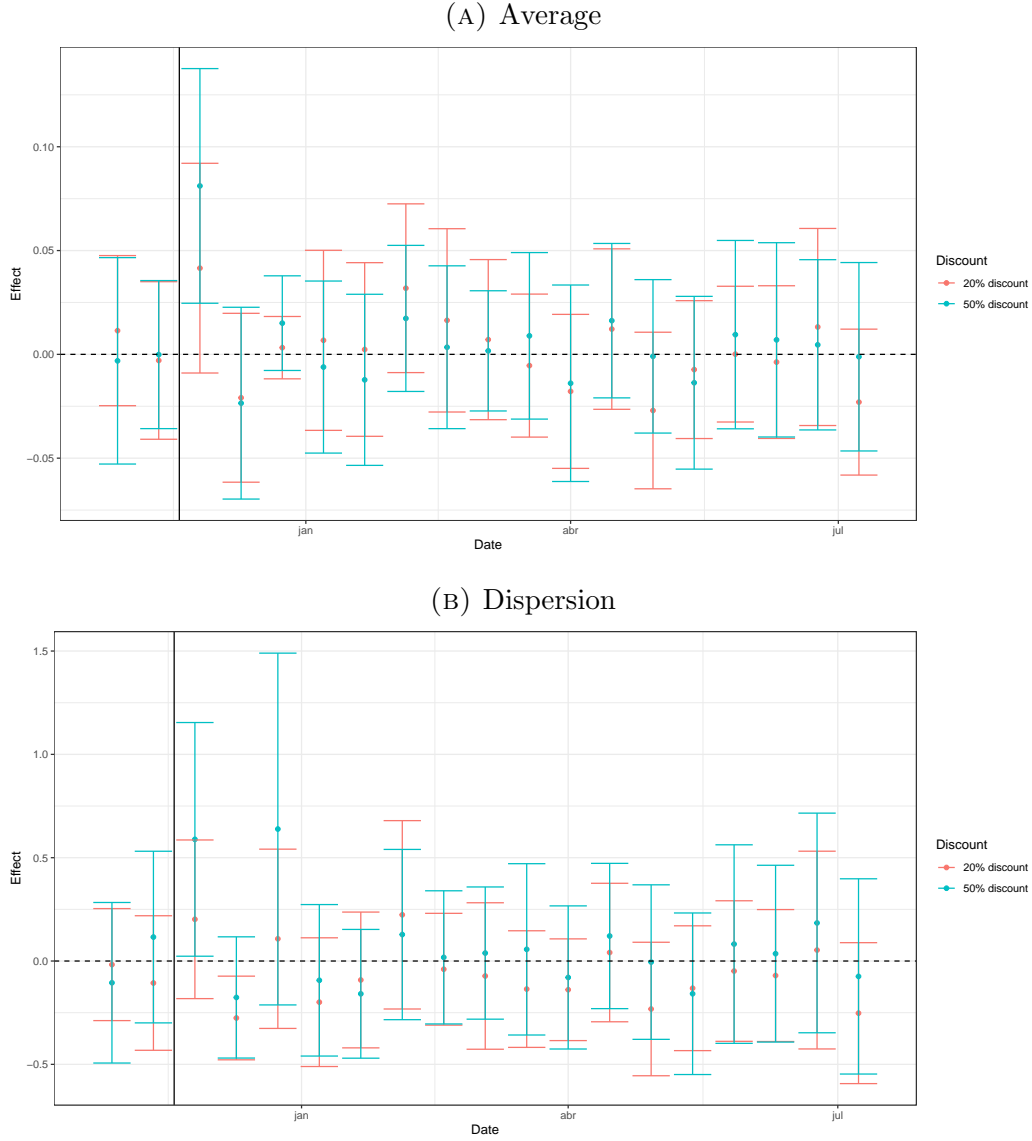 (A) Average
0.10
0.05
0.00
−0.05
Effect
jan
abr
jul
Date
Discount
20% discount
50% discount
(B) Dispersion
1.5
1.0
0.5
0.0
−0.5
Effect
jan
abr
jul
Date
Discount
20% discount
50% discount